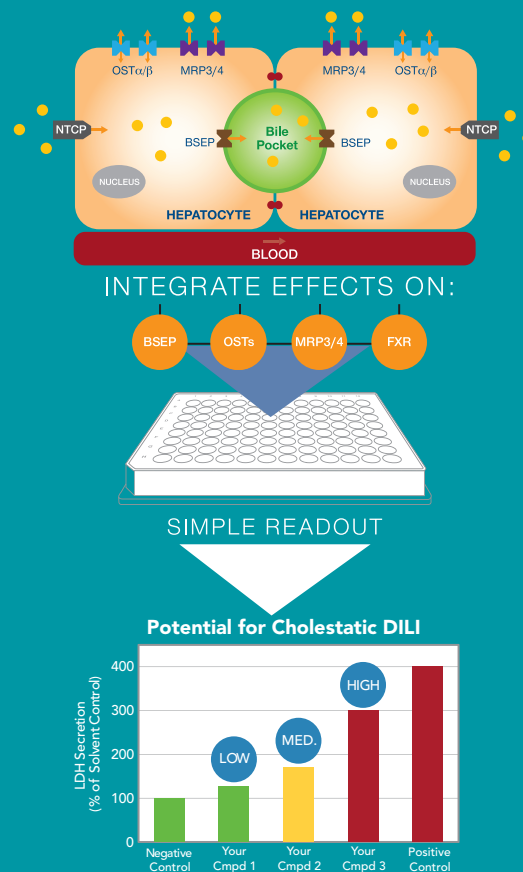 OSTα/β
MRP3/4
MRP3/4
OSTα/β
NTCP
NTCP
BSEP
Bile
Pocket
BSEP
NUCLEUS
NUCLEUS
HEPATOCYTE
HEPATOCYTE
BLOOD
INTEGRATE EFFECTS ON:
BSEP
OSTs
MRP3/4
FXR
SIMPLE READOUT
Potential for Cholestatic DILI
LDH Secretion
(% of Solvent Control)
400
300
200
100
0
LOW
MED.
HIGH
Negative
Control
Your
Cmpd 1
Your
Cmpd 2
Your
Cmpd 3
Positive
Control